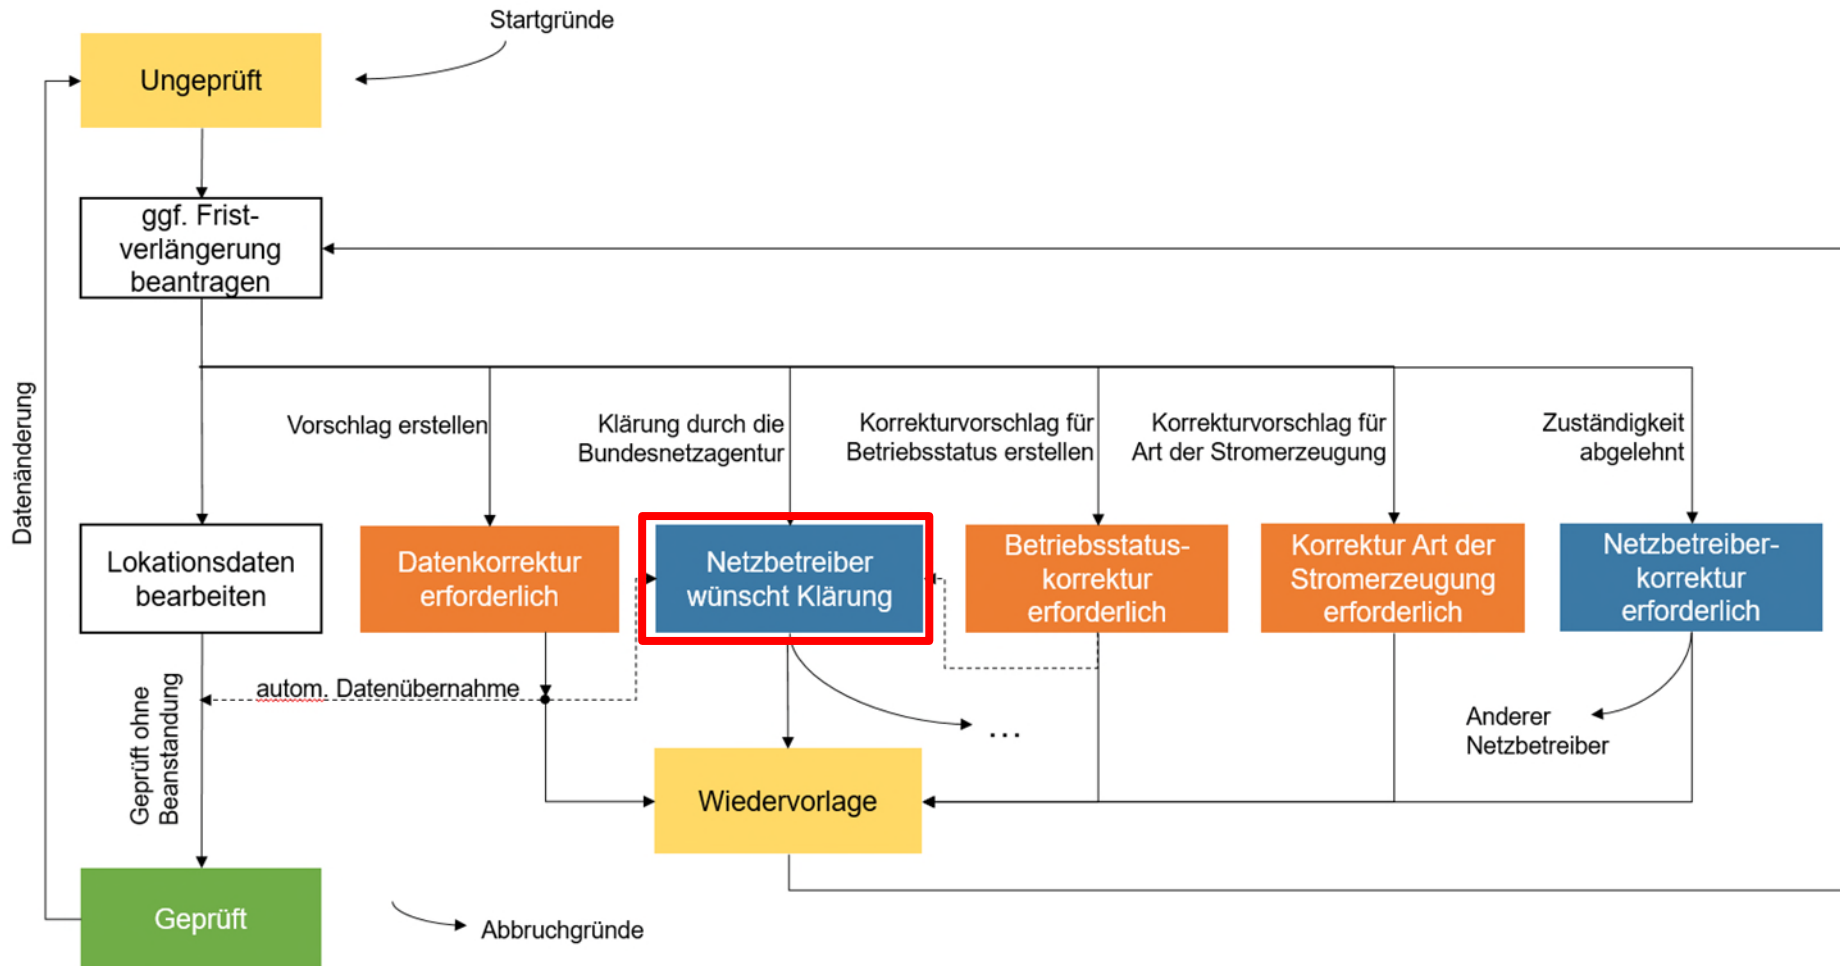 Startgründe
Ungeprüft
ggf. Frist-
verlängerung
beantragen
Datenänderung
Vorschlag erstellen
Klärung durch die
Bundesnetzagentur
Korrekturvorschlag für
Betriebsstatus erstellen
Korrekturvorschlag für
Art der Stromerzeugung
Zuständigkeit
abgelehnt
Lokationsdaten
bearbeiten
Datenkorrektur
erforderlich
Netzbetreiber
wünscht Klärung
Betriebsstatus-
korrektur
erforderlich
Korrektur Art der
Stromerzeugung
erforderlich
Netzbetreiber-
korrektur
erforderlich
autom. Datenübernahme
Geprüft ohne
Beanstandung
...
Anderer
Netzbetreiber
Wiedervorlage
Geprüft
Abbruchgründe